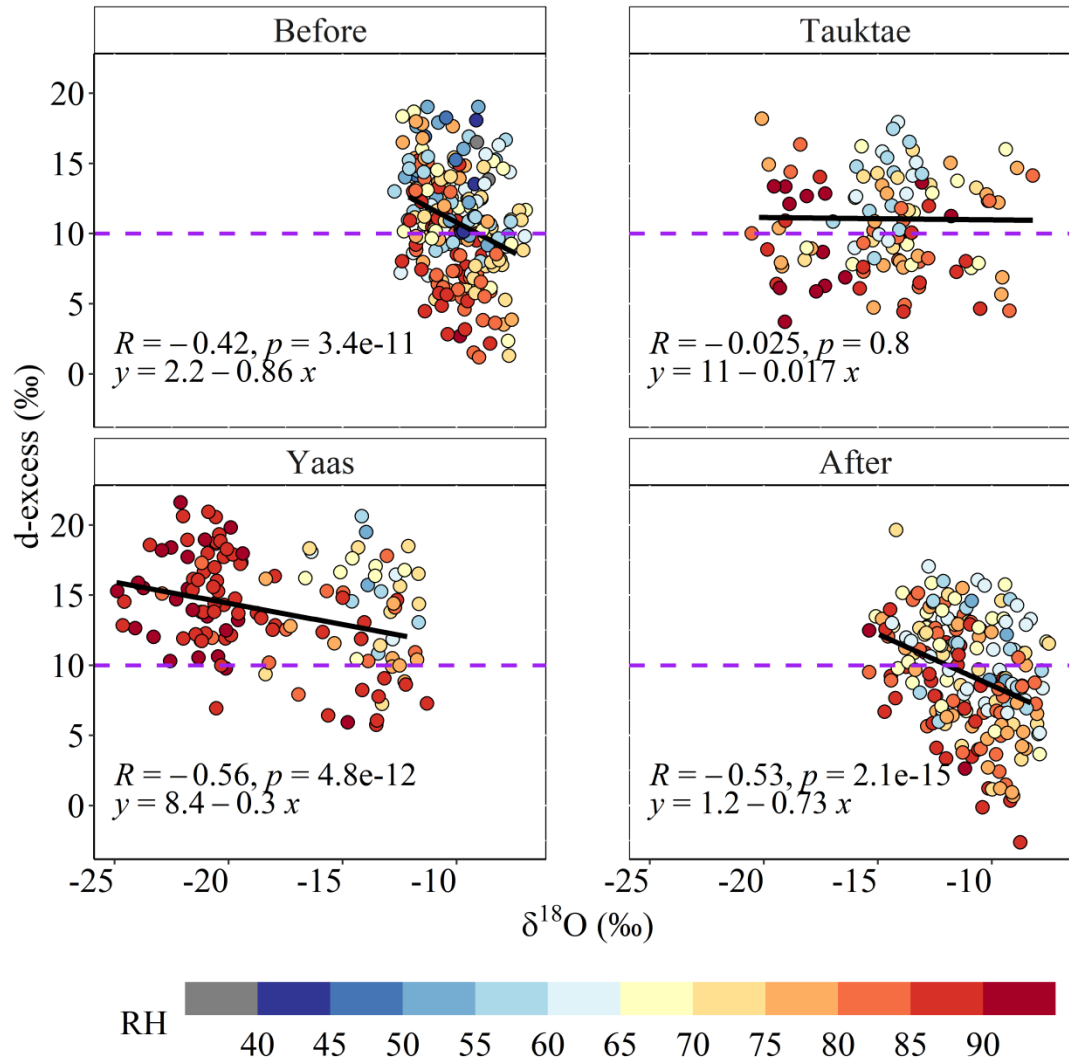 Before
Tauktae
20
15
10
5
0
R = −0.42, p = 3.4e-11
y = 2.2 − 0.86 x
R = −0.025, p = 0.8
y = 11 − 0.017 x
d-excess (‰)
Yaas
After
20
15
10
5
0
R = −0.56, p = 4.8e-12
y = 8.4 − 0.3 x
R = −0.53, p = 2.1e-15
y = 1.2 − 0.73 x
-25 -20 -15 -10
-25 -20 -15 -10
δ¹⁸O (‰)
RH
40 45 50 55 60 65 70 75 80 85 90